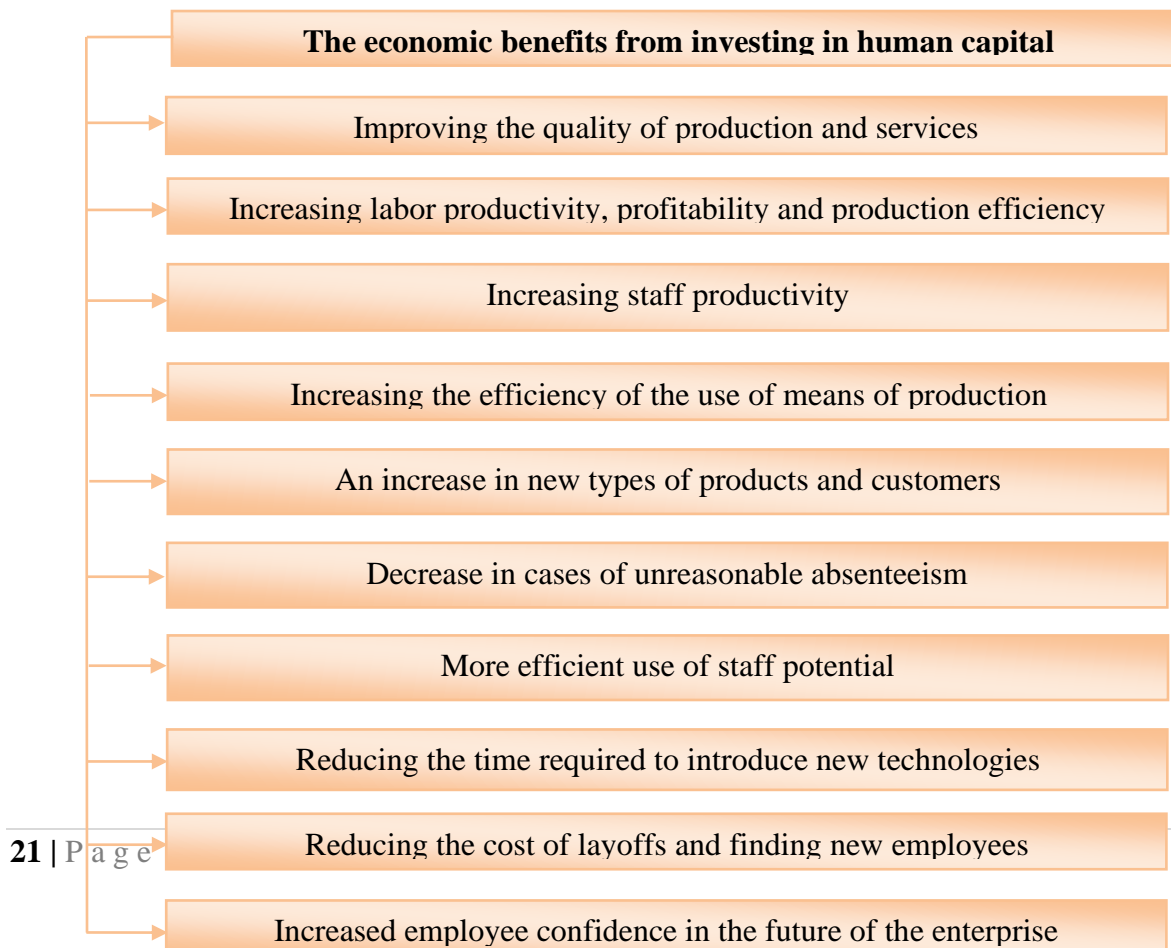 The economic benefits from investing in human capital
Improving the quality of production and services
Increasing labor productivity, profitability and production efficiency
Increasing staff productivity
Increasing the efficiency of the use of means of production
An increase in new types of products and customers
Decrease in cases of unreasonable absenteeism
More efficient use of staff potential
Reducing the time required to introduce new technologies
Reducing the cost of layoffs and finding new employees
21 | Page
Increased employee confidence in the future of the enterprise